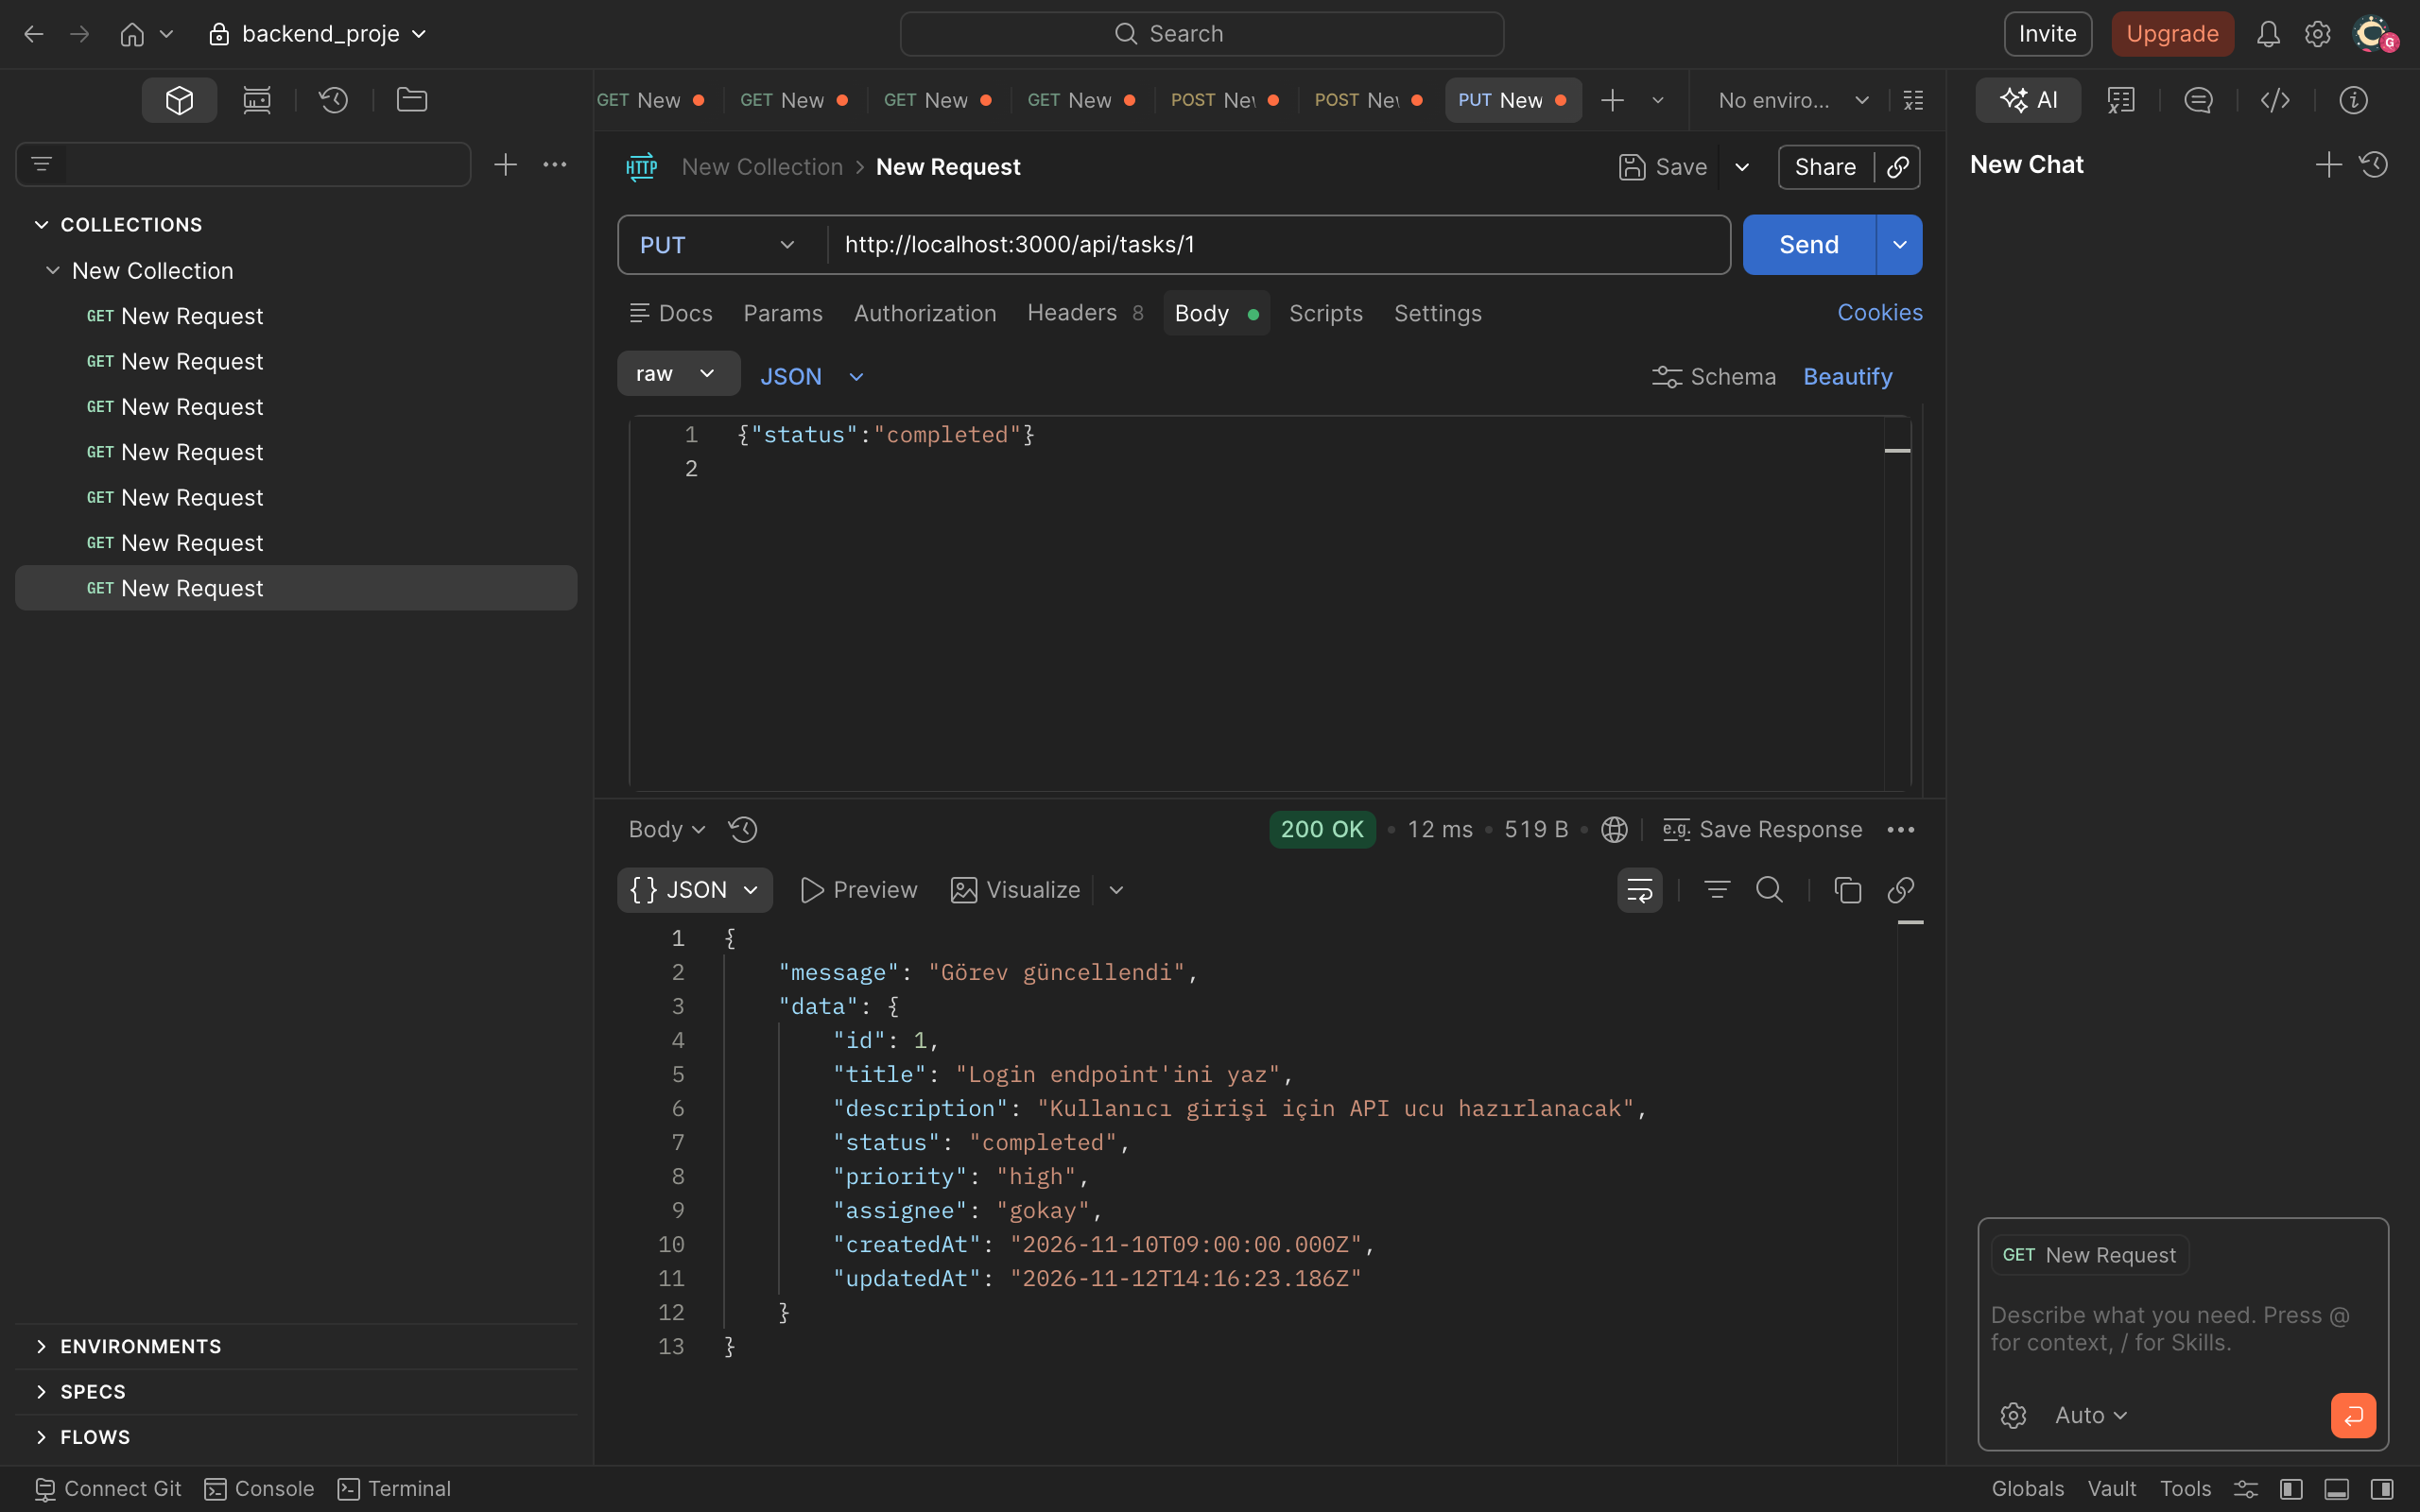 backend_proje
Search
Invite
Upgrade
G
GET New
GET New
GET New
GET New
POST Nev
POST Nev
PUT New
No enviro...
AI
New Collection > New Request
Save
Share
New Chat
COLLECTIONS
New Collection
GET New Request
GET New Request
GET New Request
GET New Request
GET New Request
GET New Request
GET New Request
HTTP
PUT
http://localhost:3000/api/tasks/1
Send
Docs
Params
Authorization
Headers 8
Body
Scripts
Settings
Cookies
raw
JSON
Schema
Beautify
1 {"status":"completed"}
2
Body
200 OK
12 ms
519 B
e.g. Save Response
{} JSON
Preview
Visualize
1 {
2 "message": "Görev güncellendi",
3 "data": {
4 "id": 1,
5 "title": "Login endpoint'ini yaz",
6 "description": "Kullanıcı girişi için API ucu hazırlanacak",
7 "status": "completed",
8 "priority": "high",
9 "assignee": "gokay",
10 "createdAt": "2026-11-10T09:00:00.000Z",
11 "updatedAt": "2026-11-12T14:16:23.186Z"
12 }
13 }
ENVIRONMENTS
SPECS
FLOWS
GET New Request
Describe what you need. Press @
for context, / for Skills.
Auto
Connect Git
Console
Terminal
Globals
Vault
Tools